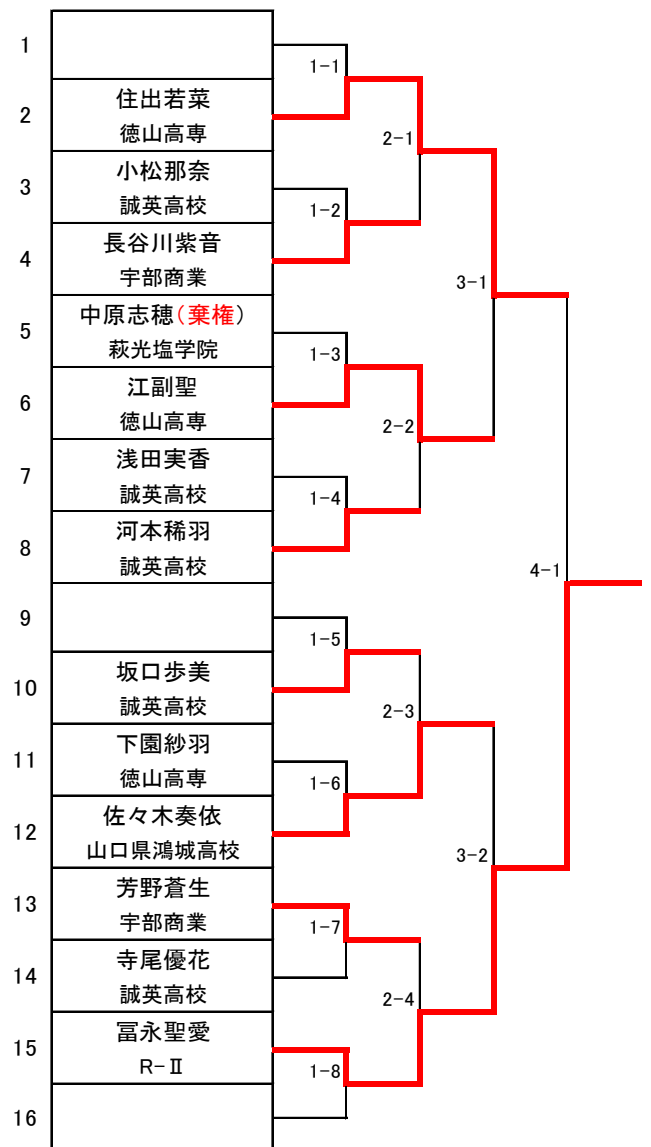 1
1-1
2
住出若菜
徳山高専
2-1
3
小松那奈
誠英高校
1-2
4
長谷川紫音
宇部商業
3-1
5
中原志穂(棄権)
萩光塩学院
1-3
6
江副聖
徳山高専
2-2
7
浅田実香
誠英高校
1-4
8
河本稀羽
誠英高校
4-1
9
1-5
10
坂口歩美
誠英高校
2-3
11
下園紗羽
徳山高専
1-6
12
佐々木奏依
山口県鴻城高校
3-2
13
芳野蒼生
宇部商業
1-7
14
寺尾優花
誠英高校
2-4
15
冨永聖愛
R-Ⅱ
1-8
16